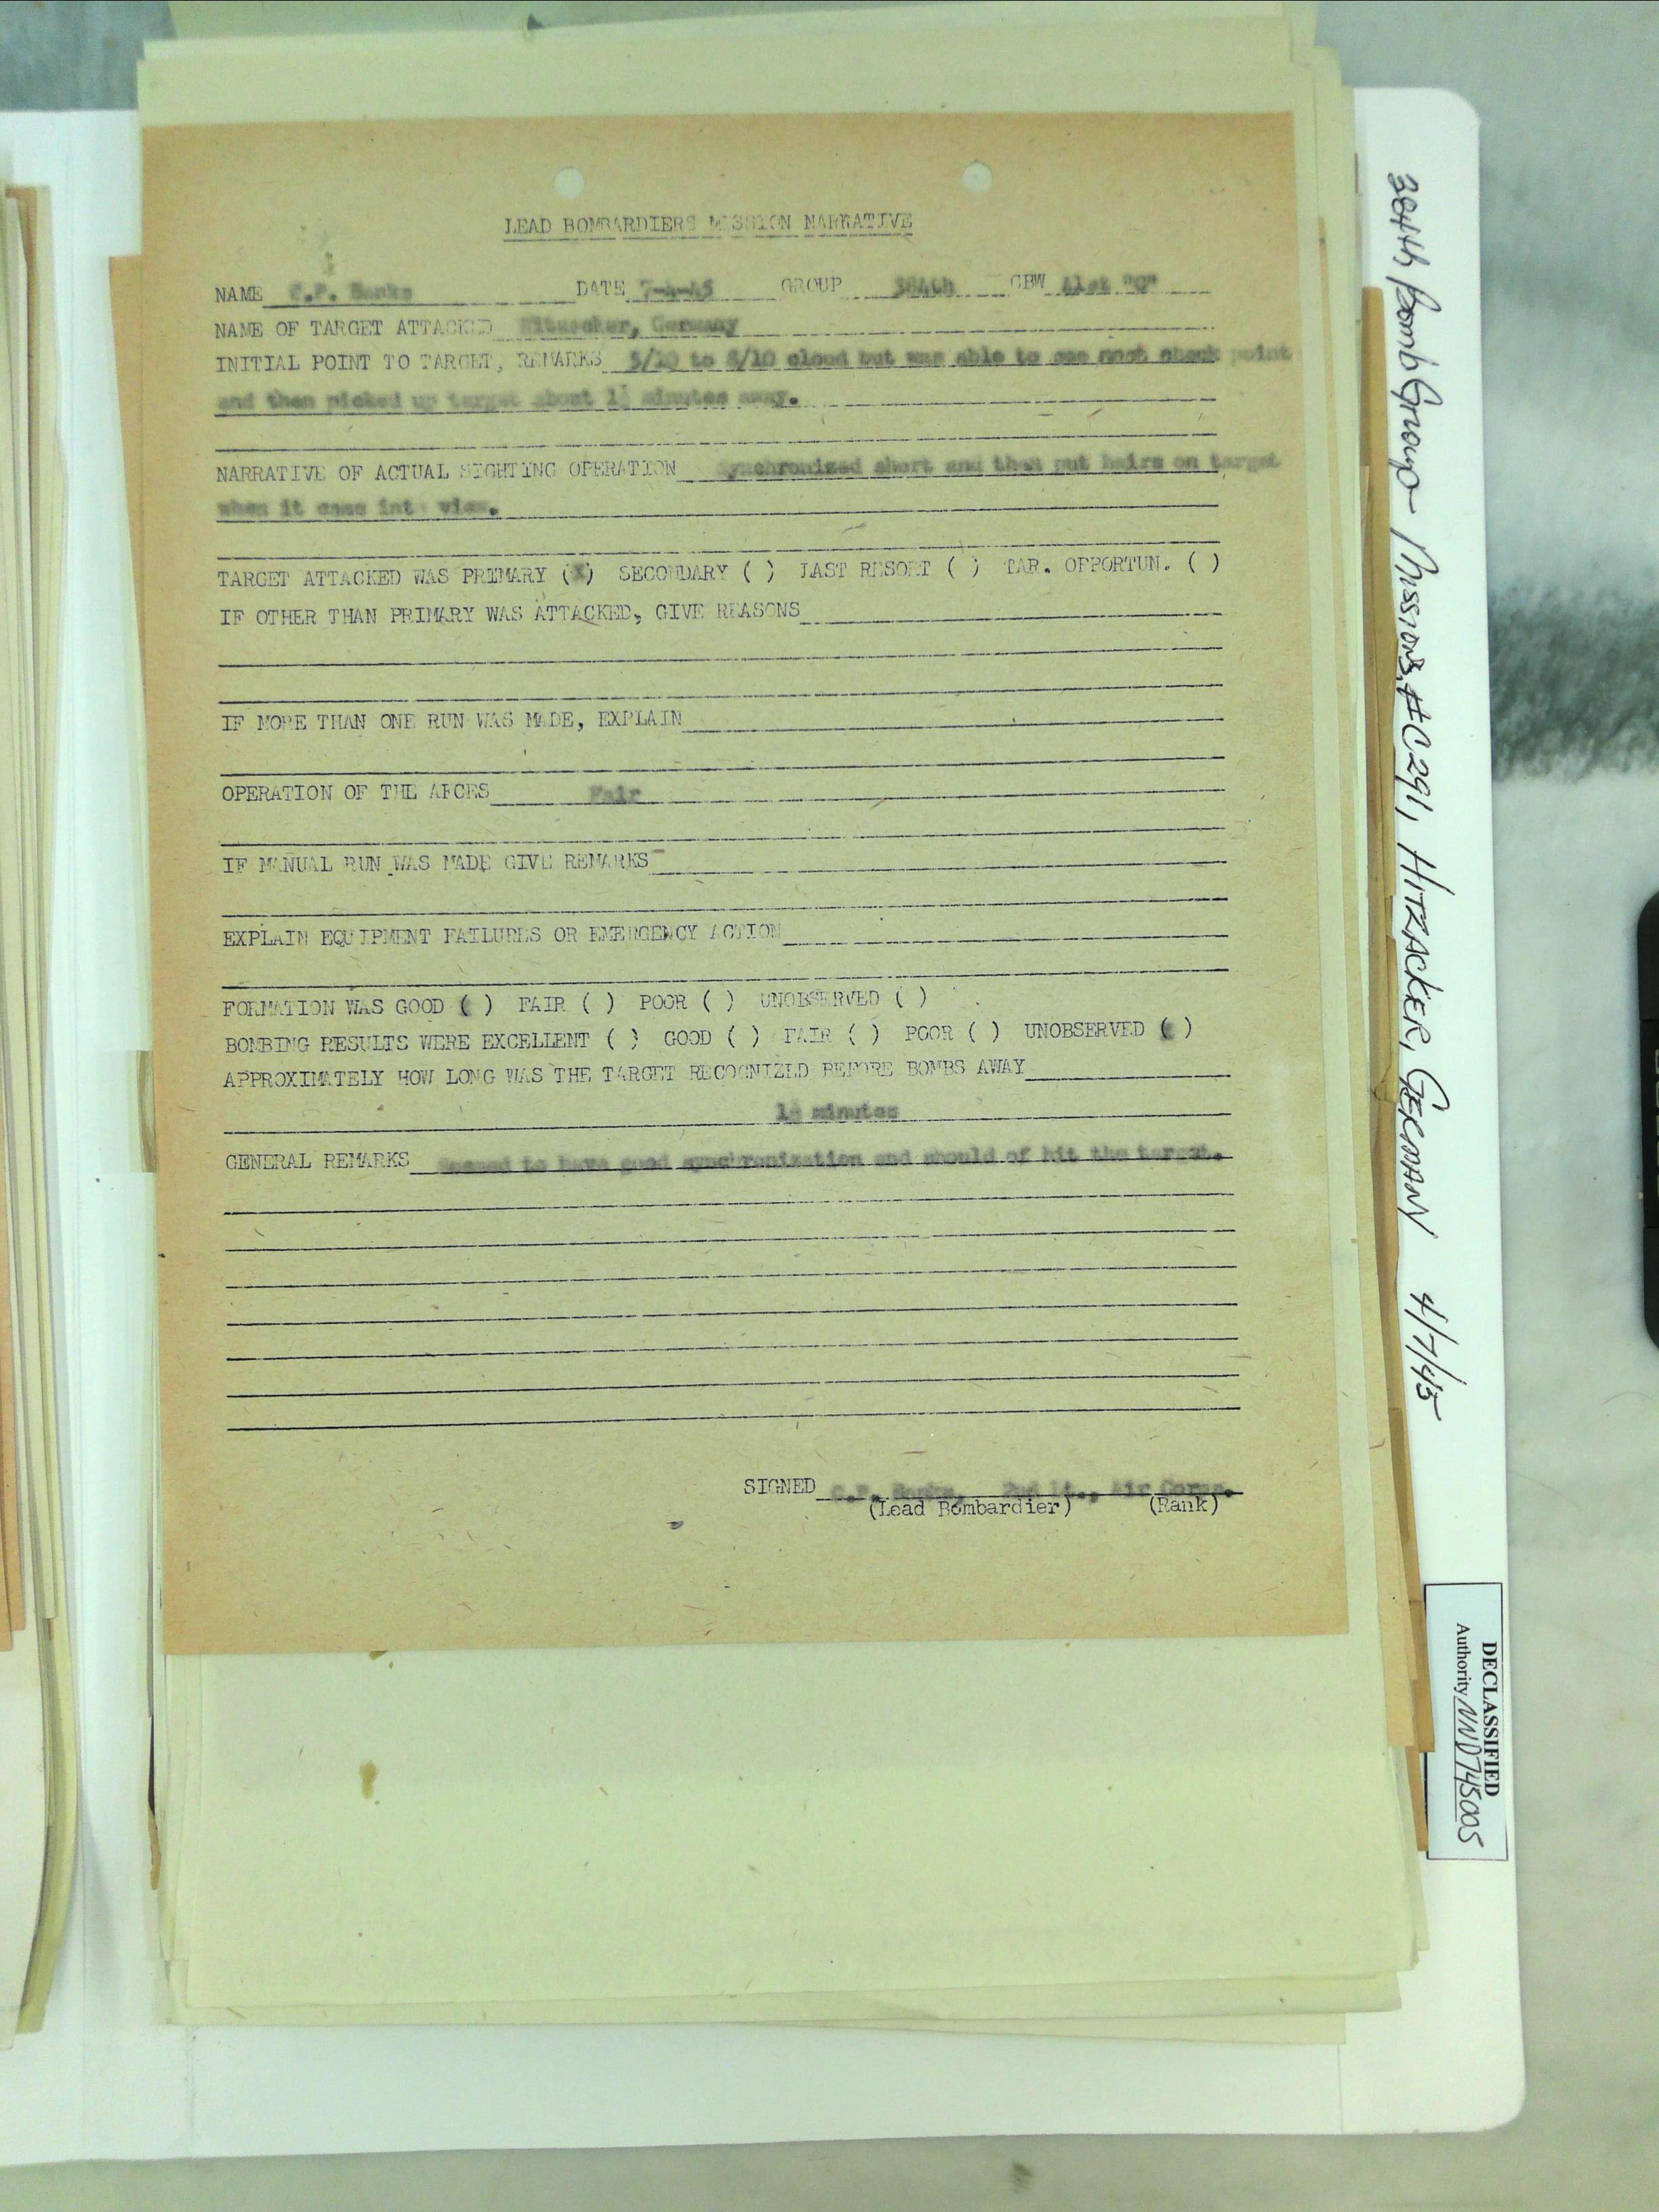 LEAD BOMBARDIERS MISSION NARRATIVE
NAME C.P. Banks DATE 7-4-45 GROUP 384th CBW 41st "C"
NAME OF TARGET ATTACKED Hitzacker, Germany
INITIAL POINT TO TARGET, REMARKS 5/10 to 8/10 cloud but was able to see most check point
and then picked up target about 1½ minutes away.
NARRATIVE OF ACTUAL SIGHTING OPERATION Synchronized short and then put hairs on target
when it came into view.
TARGET ATTACKED WAS PRIMARY (X) SECONDARY ( ) LAST RESORT ( ) TAR. OPPORTUN. ( )
IF OTHER THAN PRIMARY WAS ATTACKED, GIVE REASONS
IF MORE THAN ONE RUN WAS MADE, EXPLAIN
OPERATION OF THE AFCES Fair
IF MANUAL RUN WAS MADE GIVE REMARKS
EXPLAIN EQUIPMENT FAILURES OR EMERGENCY ACTION
FORMATION WAS GOOD ( ) FAIR ( ) POOR ( ) UNOBSERVED ( )
BOMBING RESULTS WERE EXCELLENT ( ) GOOD ( ) FAIR ( ) POOR ( ) UNOBSERVED ( )
APPROXIMATELY HOW LONG WAS THE TARGET RECOGNIZED BEFORE BOMBS AWAY
1½ minutes
GENERAL REMARKS Seemed to have good synchronization and should of hit the target.
SIGNED C.P. Banks, 2nd Lt., Air Corps.
(Lead Bombardier) (Rank)
384th Bomb Group Missions #C291, HITZACKER, GERMAN 4/7/45
DECLASSIFIED
Authority NND745005